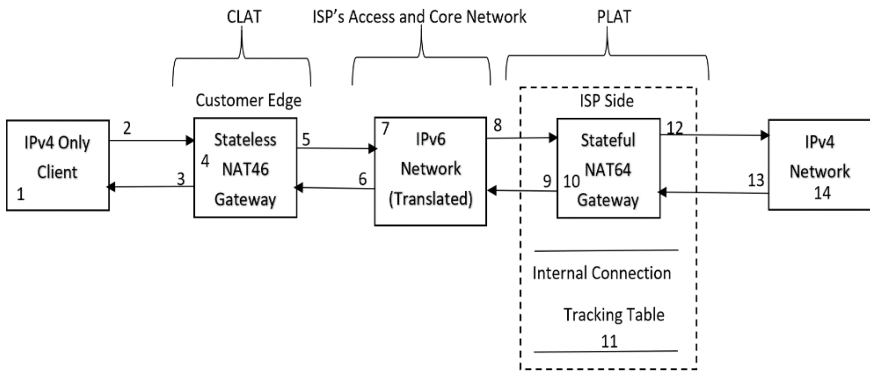 CLAT
ISP's Access and Core Network
PLAT
Customer Edge
ISP Side
IPv4 Only
Client
1
2
3
Stateless
NAT46
Gateway
4
5
6
7
IPv6
Network
(Translated)
8
9
Stateful
NAT64
Gateway
10
12
13
IPv4
Network
14
Internal Connection
Tracking Table
11